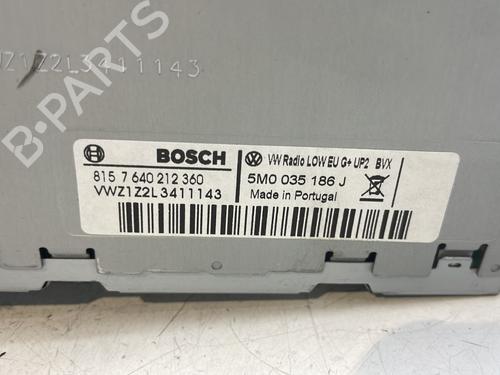 VWZ1Z2L3411143
B-PARTS
BOSCH
VW Radio LOW EU G+ UP2 BVX
815 7 640 212 360
5M0 035 186 J
VWZ1Z2L3411143
Made in Portugal